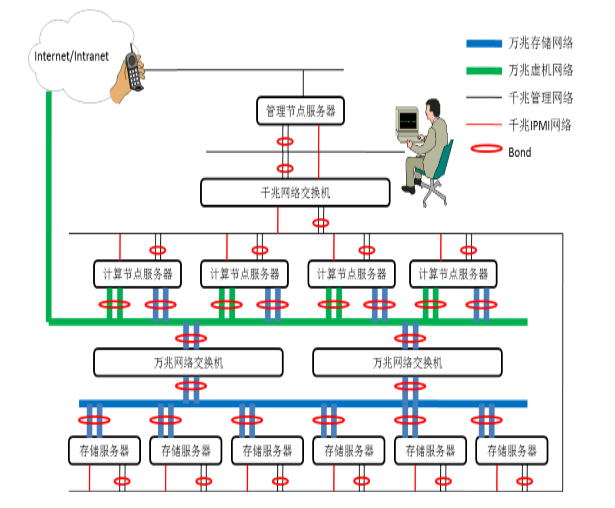 Internet/Intranet
万兆存储网络
万兆虚机网络
千兆管理网络
千兆IPMI网络
Bond
管理节点服务器
千兆网络交换机
计算节点服务器
计算节点服务器
计算节点服务器
计算节点服务器
万兆网络交换机
万兆网络交换机
存储服务器
存储服务器
存储服务器
存储服务器
存储服务器
存储服务器